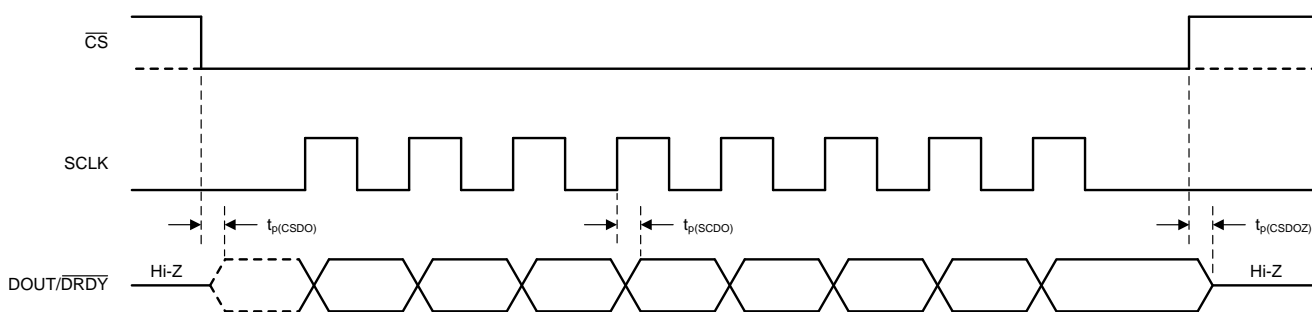 CS
SCLK
tp(CSDO)
tp(SCDO)
tp(CSDOZ)
Hi-Z
DOUT/DRDY
Hi-Z